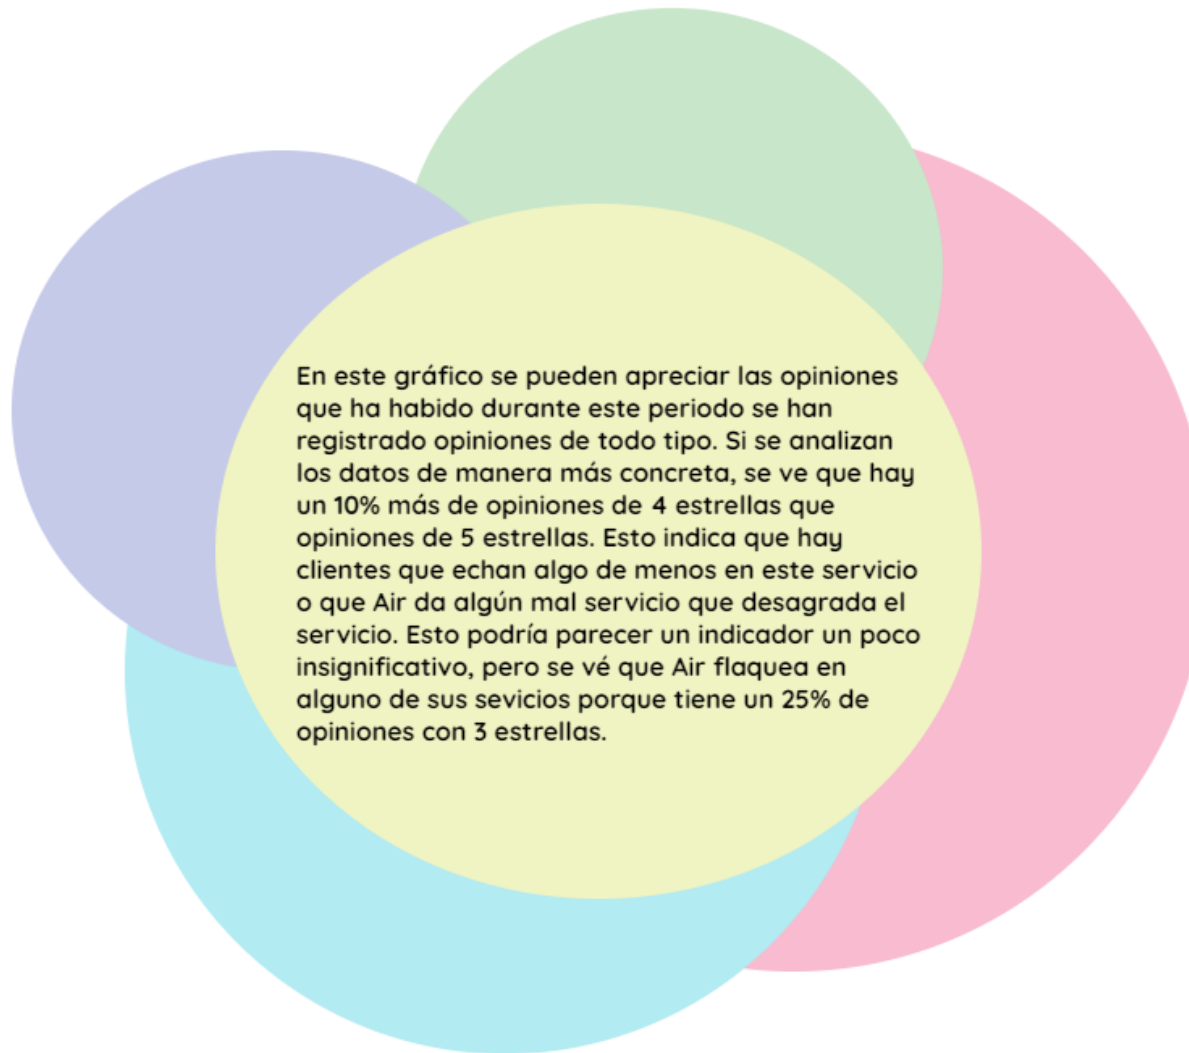 En este gráfico se pueden apreciar las opiniones
que ha habido durante este periodo se han
registrado opiniones de todo tipo. Si se analizan
los datos de manera más concreta, se ve que hay
un 10% más de opiniones de 4 estrellas que
opiniones de 5 estrellas. Esto indica que hay
clientes que echan algo de menos en este servicio
o que Air da algún mal servicio que desagrada el
servicio. Esto podría parecer un indicador un poco
insignificativo, pero se vé que Air flaquea en
alguno de sus sevicios porque tiene un 25% de
opiniones con 3 estrellas.